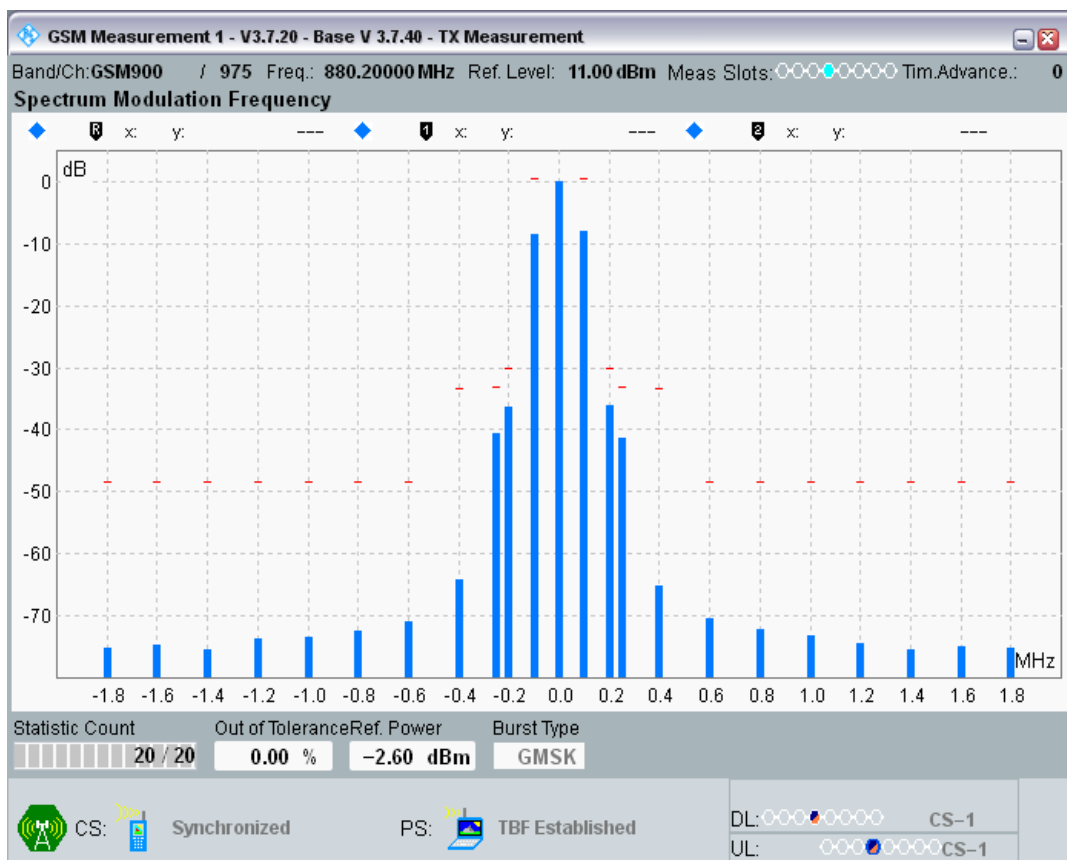 GSM Measurement 1 - V3.7.20 - Base V 3.7.40 - TX Measurement
Band/Ch:GSM900 / 975 Freq.: 880.20000 MHz Ref. Level: 11.00 dBm Meas Slots: Tim.Advance.: 0
Spectrum Modulation Frequency
R x: y: --- 1 x: y: --- 2 x: y: ---
dB
0
-10
-20
-30
-40
-50
-60
-70
MHz
-1.8 -1.6 -1.4 -1.2 -1.0 -0.8 -0.6 -0.4 -0.2 0.0 0.2 0.4 0.6 0.8 1.0 1.2 1.4 1.6 1.8
Statistic Count Out of Tolerance Ref. Power Burst Type
20 / 20 0.00 % −2.60 dBm GMSK
CS: Synchronized PS: TBF Established
DL: CS−1
UL: CS−1